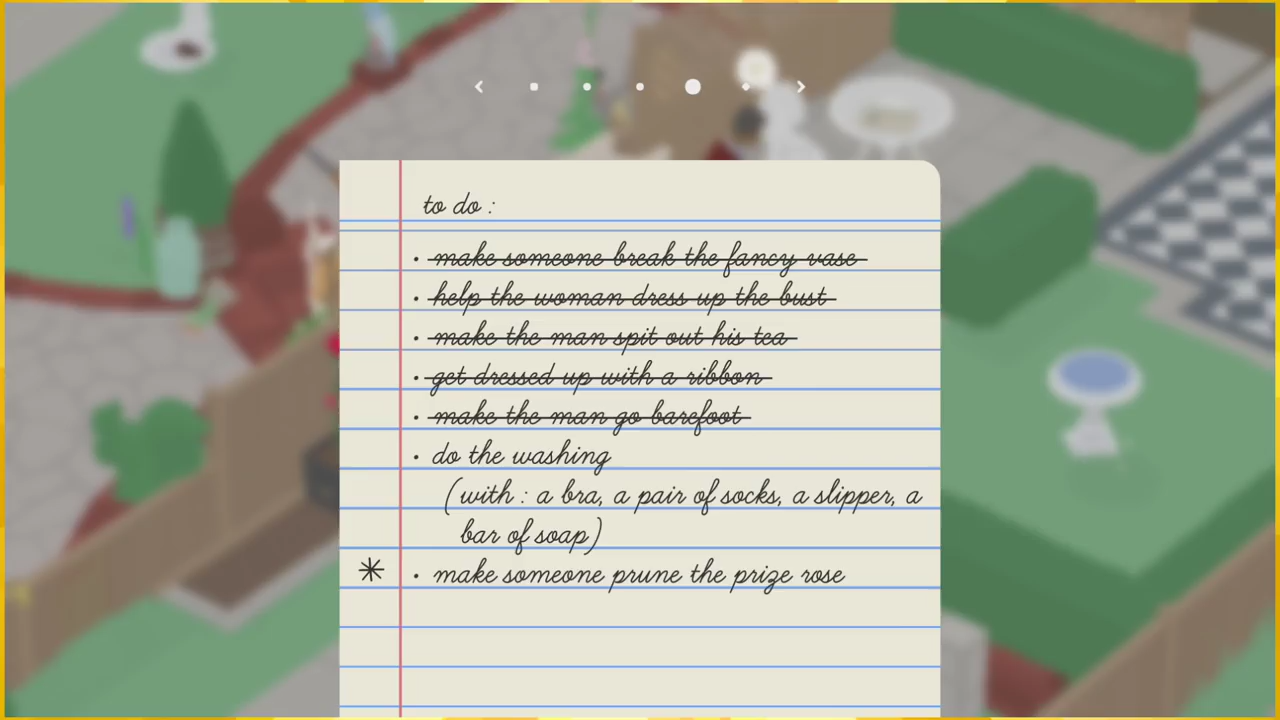 to do :
• make someone break the fancy vase
• help the woman dress up the bust
• make the man spit out his tea
• get dressed up with a ribbon
• make the man go barefoot
• do the washing
(with : a bra, a pair of socks, a slipper, a
bar of soap)
• make someone prune the prize rose